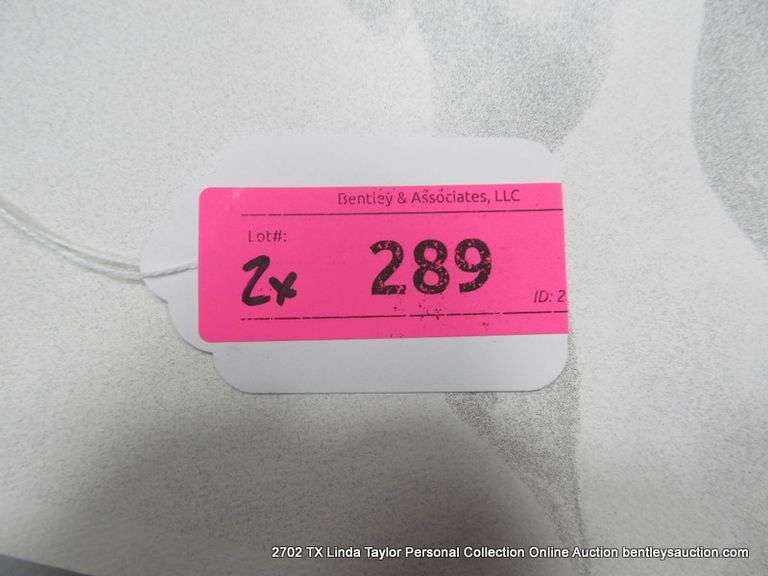 Bentley & Associates, LLC
Lot#:
2x 289
ID: 2
2702 TX Linda Taylor Personal Collection Online Auction bentleysauction.com